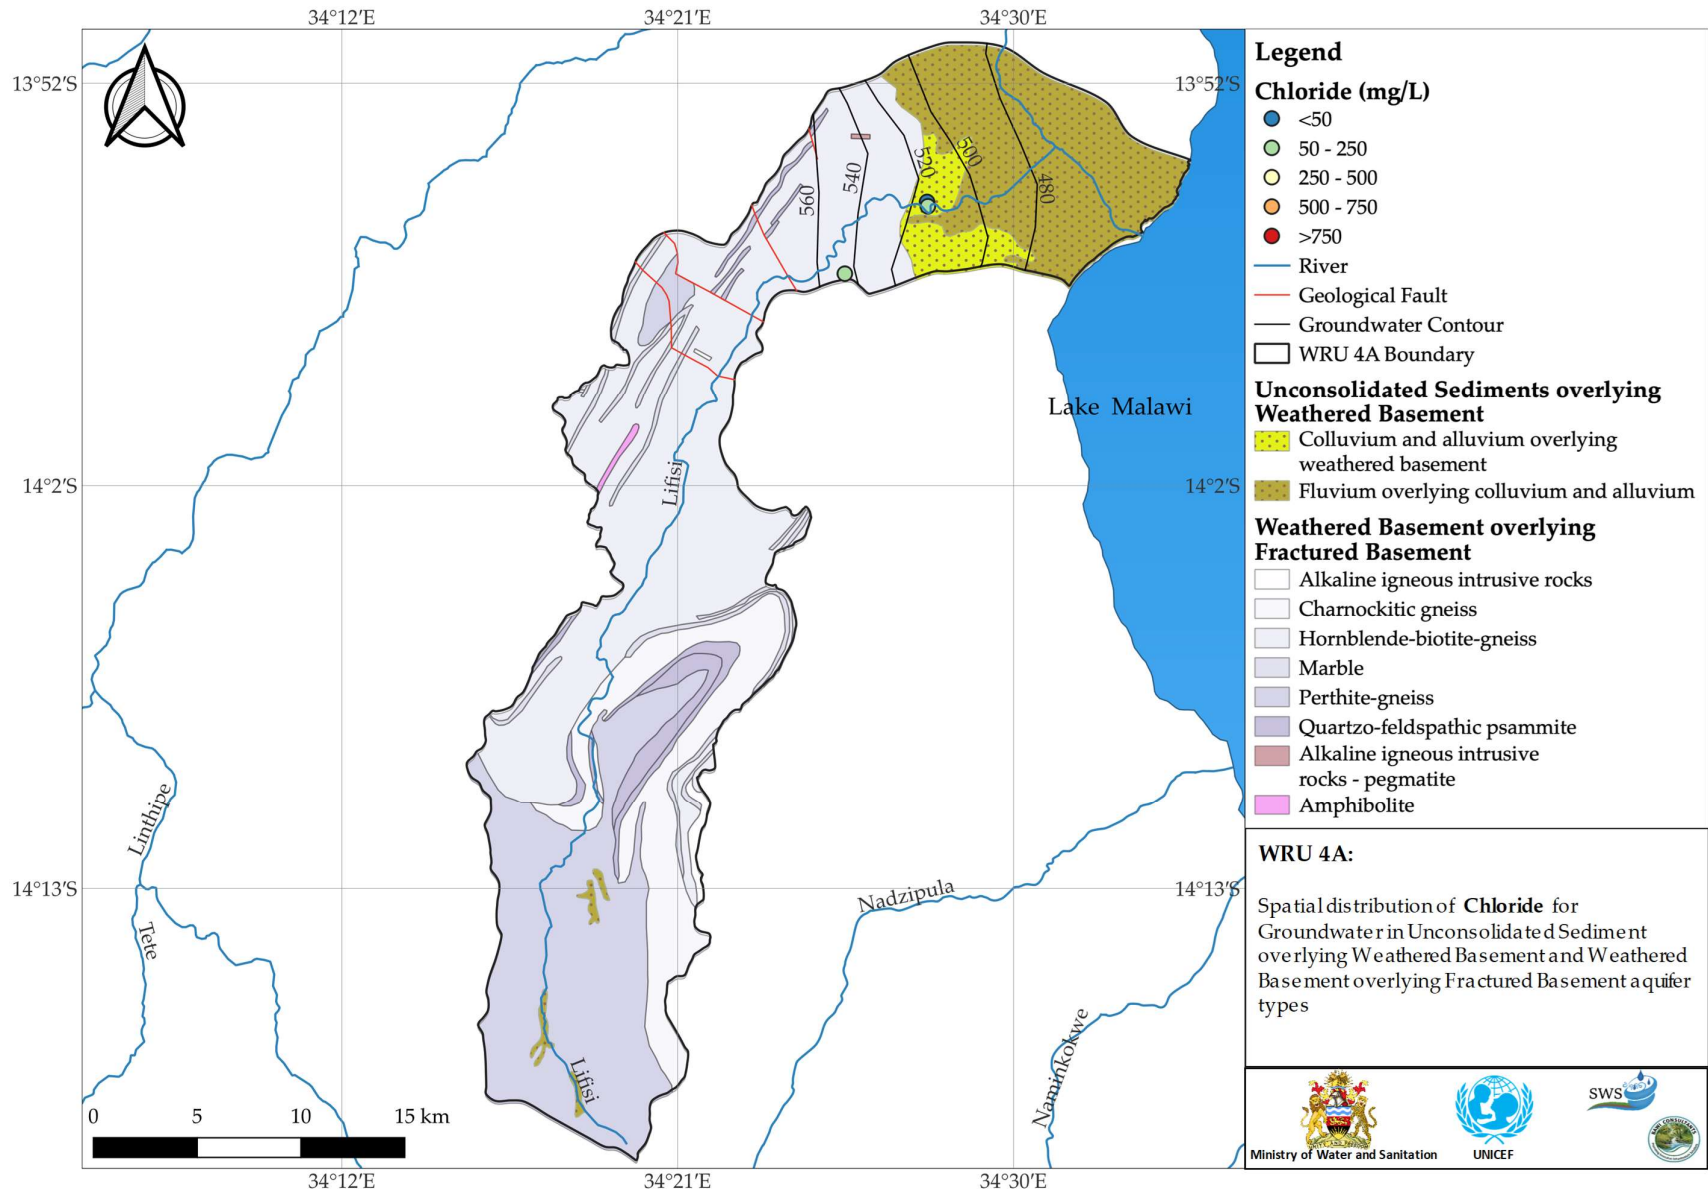 34°12'E
34°21'E
34°30'E
13°52'S
13°52'S
14°2'S
14°2'S
14°13'S
14°13'S
34°12'E
34°21'E
34°30'E
560
540
520
500
480
Lake Malawi
Lifisi
Lifisi
Linthipe
Tete
Nadzipula
Naminkokwe
0 5 10 15 km
Legend
Chloride (mg/L)
<50
50 - 250
250 - 500
500 - 750
>750
River
Geological Fault
Groundwater Contour
WRU 4A Boundary
Unconsolidated Sediments overlying
Weathered Basement
Colluvium and alluvium overlying
weathered basement
Fluvium overlying colluvium and alluvium
Weathered Basement overlying
Fractured Basement
Alkaline igneous intrusive rocks
Charnockitic gneiss
Hornblende-biotite-gneiss
Marble
Perthite-gneiss
Quartzo-feldspathic psammite
Alkaline igneous intrusive
rocks - pegmatite
Amphibolite
WRU 4A:
Spatial distribution of Chloride for
Groundwater in Unconsolidated Sediment
overlying Weathered Basement and Weathered
Basement overlying Fractured Basement aquifer
types
Ministry of Water and Sanitation
UNICEF
SWS